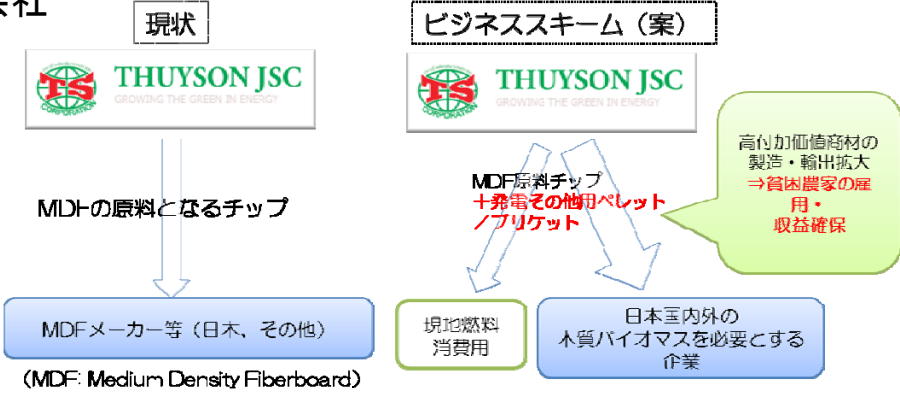 会社
現状
ビジネススキーム（案）
TS
CORPORATION
THUYSON JSC
GROWING THE GREEN IN ENERGY
TS
CORPORATION
THUYSON JSC
GROWING THE GREEN IN ENERGY
高付加価値商材の
製造・輸出拡大
⇒貧困農家の雇
用・
収益確保
MDFの原料となるチップ
MDF原料チップ
＋発電その他用ペレット
／ブリケット
MDFメーカー等（日本、その他）
（MDF: Medium Density Fiberboard）
現地燃料
消費用
日本国内外の
木質バイオマスを必要とする
企業